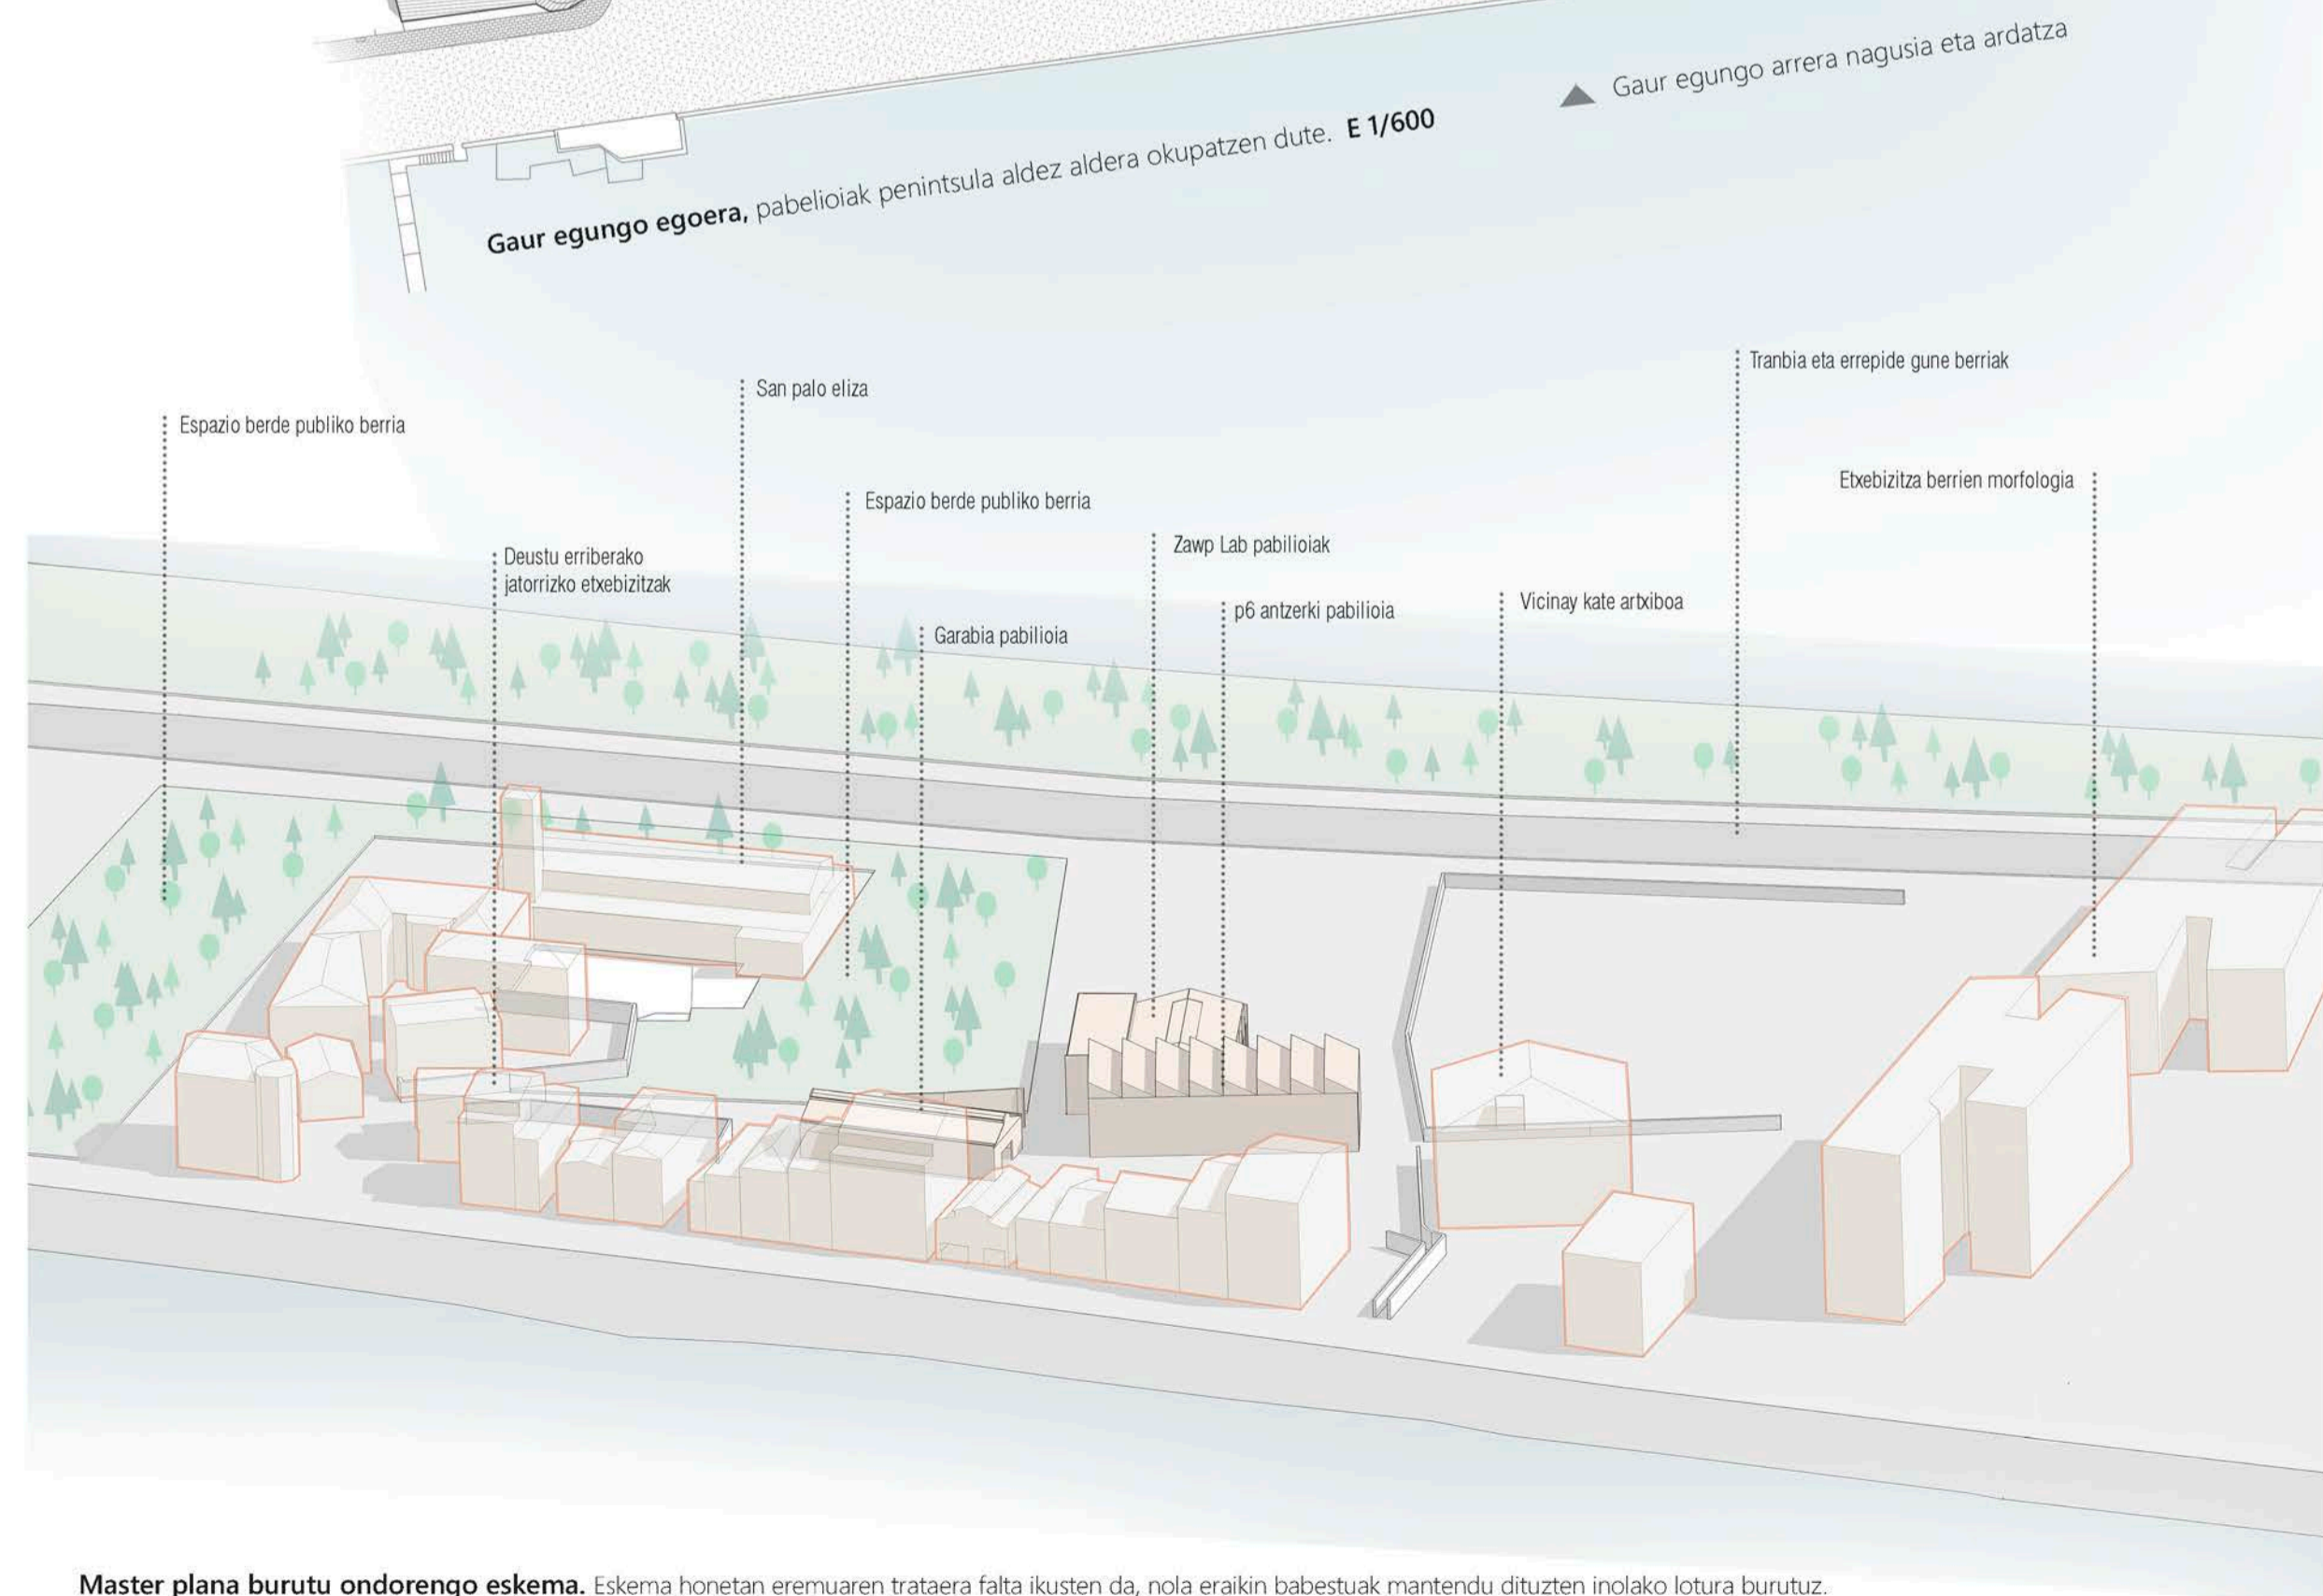 Gaur egungo arrera nagusia eta ardatza
Gaur egungo egoera, pabelioiak penintsula aldez aldera okupatzen dute. E 1/600
Tranbia eta errepide gune berriak
San palo eliza
Espazio berde publiko berria
Etxebizitza berrien morfologia
Espazio berde publiko berria
Zawp Lab pabilioiak
Deustu erriberako
jatorrizko etxebizitzak
Vicinay kate artxiboa
p6 antzerki pabilioia
Garabia pabilioia
Master plana burutu ondorengo eskema. Eskema honetan eremuaren trataera falta ikusten da, nola eraikin babestuak mantendu dituzten inolako lotura burutuz.